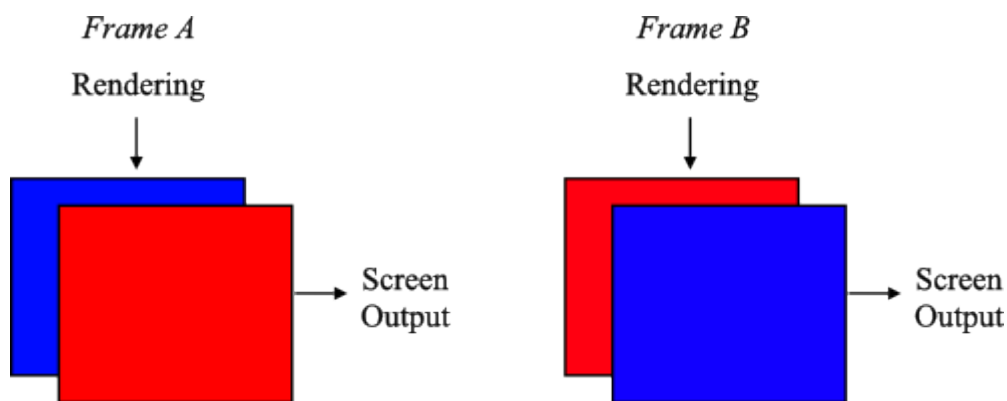 Frame A
Rendering
Screen
Output
Frame B
Rendering
Screen
Output